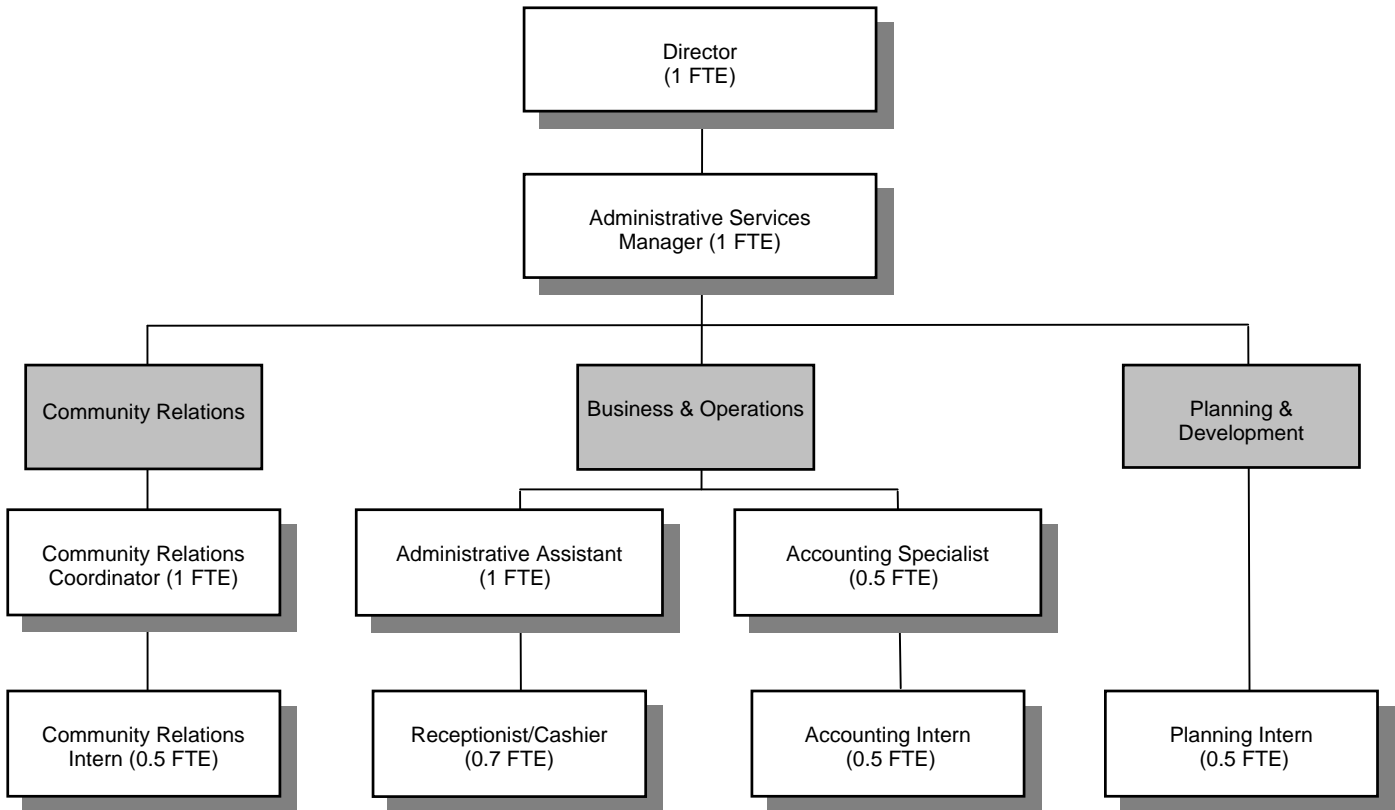 Director
(1 FTE)
Administrative Services
Manager (1 FTE)
Community Relations
Business & Operations
Planning &
Development
Community Relations
Coordinator (1 FTE)
Administrative Assistant
(1 FTE)
Accounting Specialist
(0.5 FTE)
Community Relations
Intern (0.5 FTE)
Receptionist/Cashier
(0.7 FTE)
Accounting Intern
(0.5 FTE)
Planning Intern
(0.5 FTE)